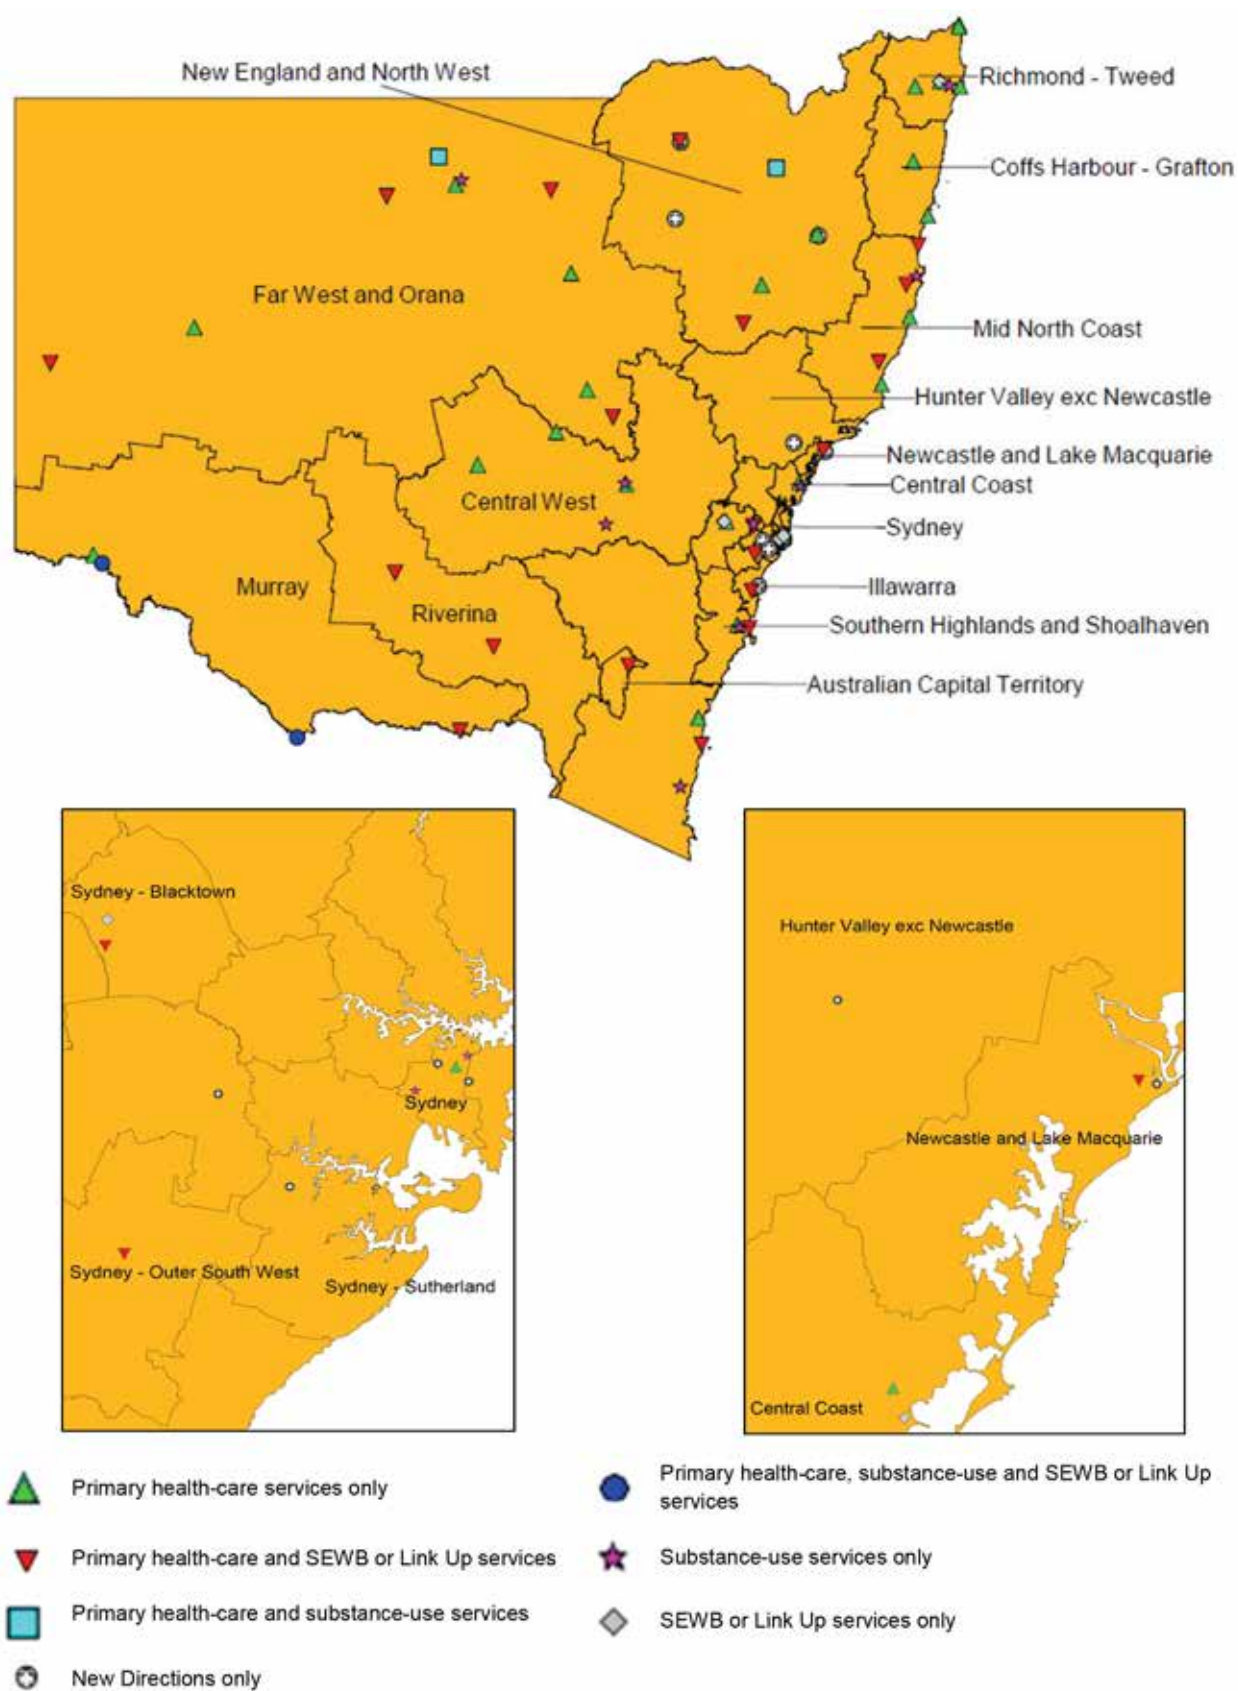 New England and North West
Richmond - Tweed
Coffs Harbour - Grafton
Far West and Orana
Mid North Coast
Hunter Valley exc Newcastle
Newcastle and Lake Macquarie
Central Coast
Central West
Sydney
Murray
Illawarra
Riverina
Southern Highlands and Shoalhaven
Australian Capital Territory
Sydney - Blacktown
Sydney
Sydney - Outer South West
Sydney - Sutherland
Hunter Valley exc Newcastle
Newcastle and Lake Macquarie
Central Coast
Primary health-care services only
Primary health-care and SEWB or Link Up services
Primary health-care and substance-use services
New Directions only
Primary health-care, substance-use and SEWB or Link Up
services
Substance-use services only
SEWB or Link Up services only